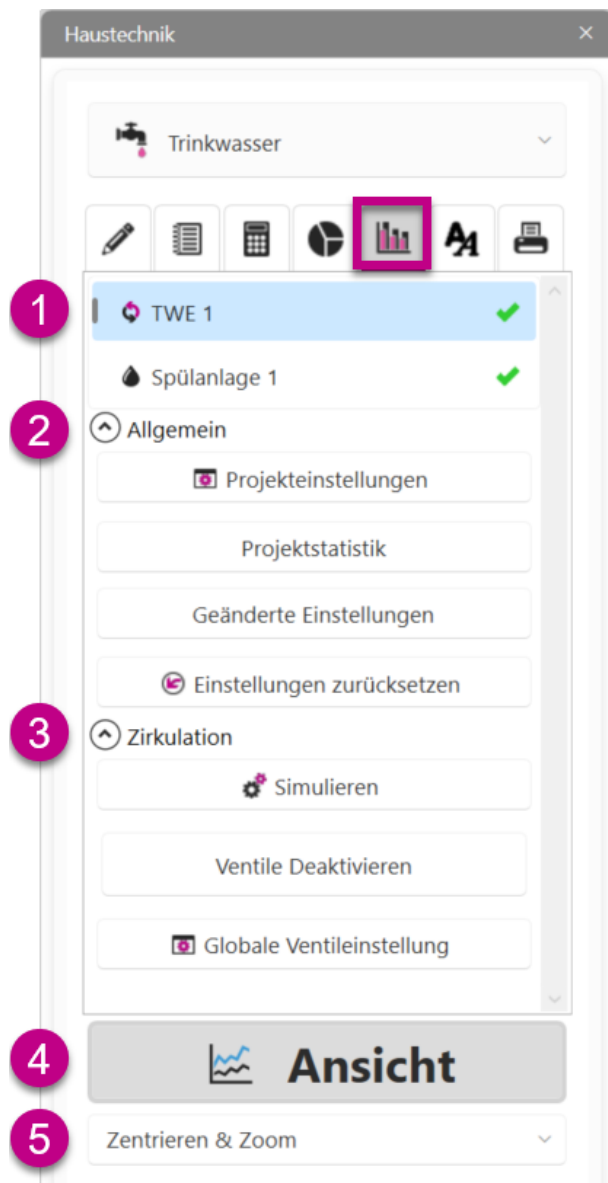 Haustechnik
Trinkwasser
1 TWE 1
Spülanlage 1
2 Allgemein
Projekteinstellungen
Projektstatistik
Geänderte Einstellungen
Einstellungen zurücksetzen
3 Zirkulation
Simulieren
Ventile Deaktivieren
Globale Ventileinstellung
4 Ansicht
5 Zentrieren & Zoom